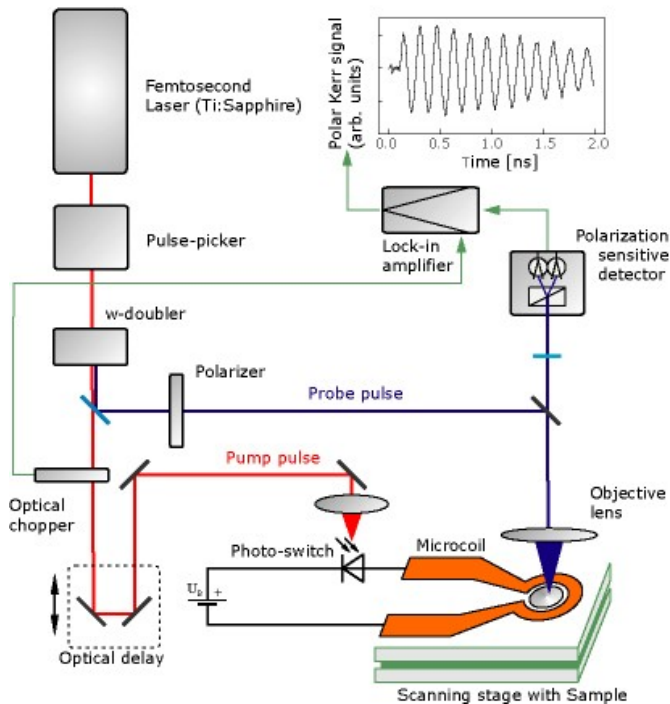 Femtosecond
Laser (Ti:Sapphire)
Polar Kerr signal
(arb. units)
0.0
0.5
1.0
1.5
2.0
Time [ns]
Pulse-picker
Lock-in
amplifier
Polarization
sensitive
detector
w-doubler
Polarizer
Probe pulse
Pump pulse
Optical
chopper
Objective
lens
Photo-switch
Microcoil
+
Optical delay
Scanning stage with Sample